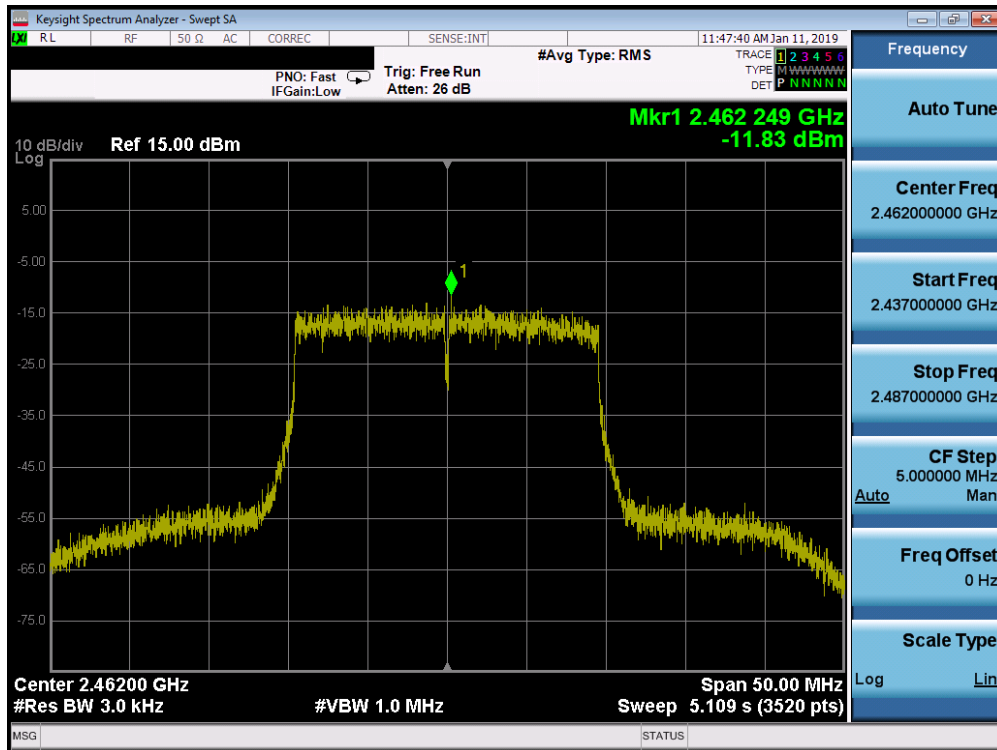 Keysight Spectrum Analyzer - Swept SA
LXI RL RF 50 Ω AC CORREC SENSE:INT 11:47:40 AM Jan 11, 2019
#Avg Type: RMS TRACE 1 2 3 4 5 6
PNO: Fast Trig: Free Run TYPE M WWWWW
IFGain:Low Atten: 26 dB DET P N N N N N
Mkr1 2.462 249 GHz
-11.83 dBm
10 dB/div Ref 15.00 dBm
Log
5.00
-5.00
1
-15.0
-25.0
-35.0
-45.0
-55.0
-65.0
-75.0
Center 2.46200 GHz Span 50.00 MHz
#Res BW 3.0 kHz #VBW 1.0 MHz Sweep 5.109 s (3520 pts)
MSG STATUS
Frequency
Auto Tune
Center Freq
2.462000000 GHz
Start Freq
2.437000000 GHz
Stop Freq
2.487000000 GHz
CF Step
5.000000 MHz
Auto Man
Freq Offset
0 Hz
Scale Type
Log Lin